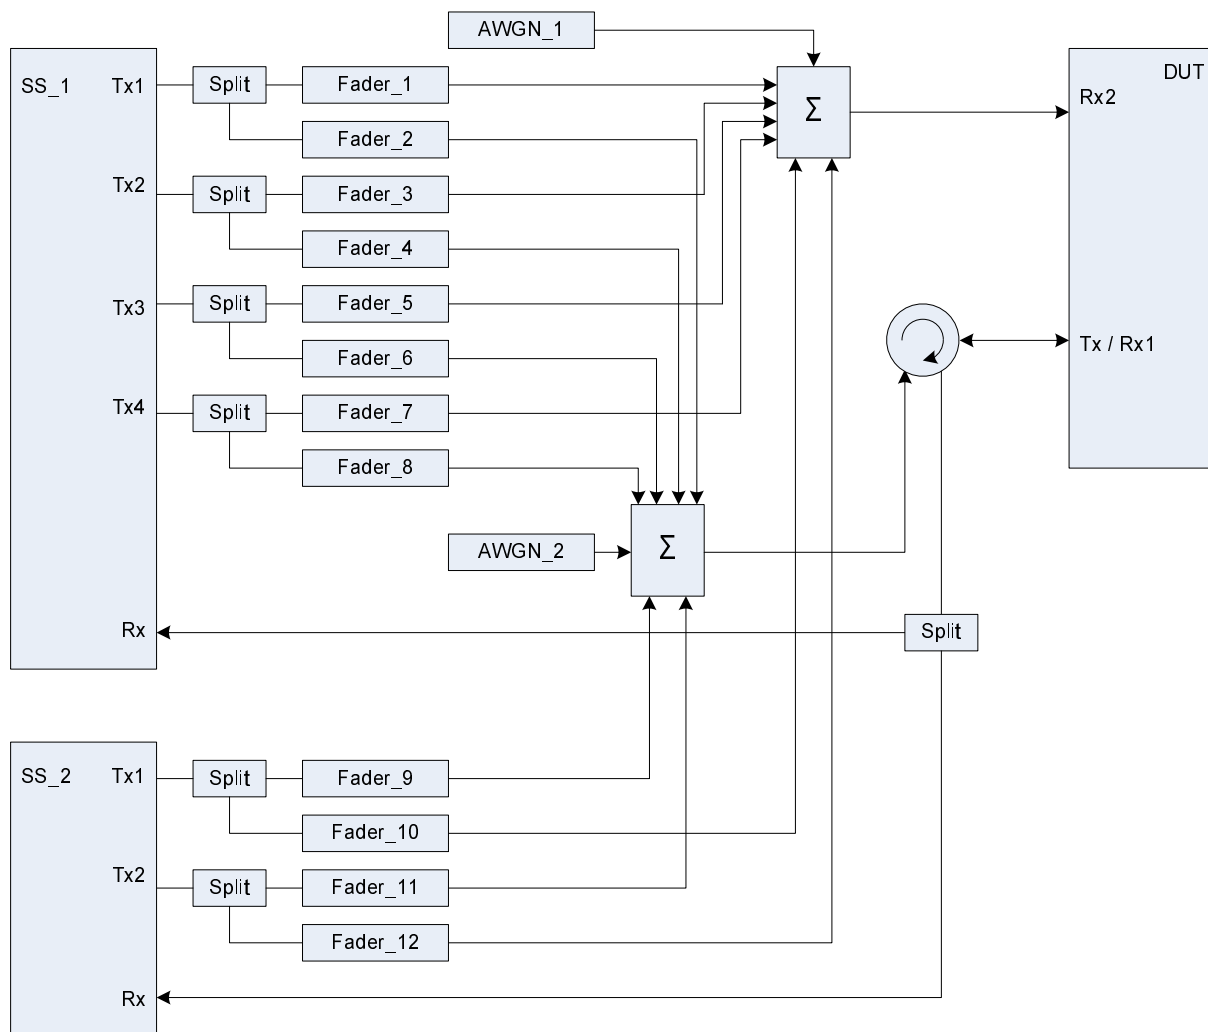 AWGN_1
SS_1
Tx1
Split
Fader_1
Σ
DUT
Rx2
Fader_2
Tx2
Split
Fader_3
Fader_4
Tx3
Split
Fader_5
Fader_6
Tx / Rx1
Tx4
Split
Fader_7
Fader_8
AWGN_2
Σ
Rx
Split
SS_2
Tx1
Split
Fader_9
Fader_10
Tx2
Split
Fader_11
Fader_12
Rx